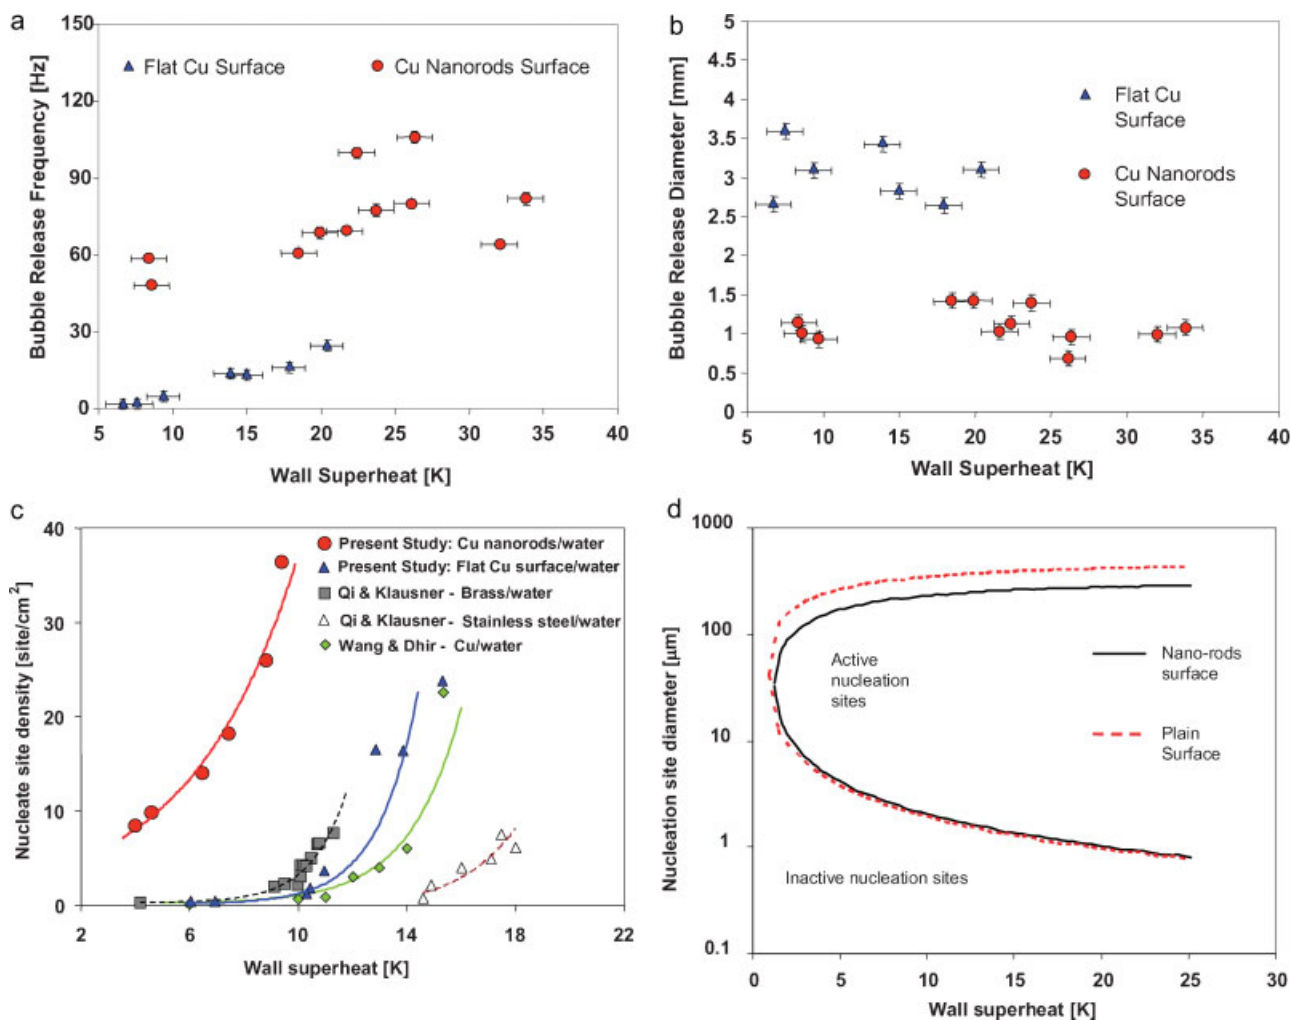 a
150
120
90
60
30
0
Bubble Release Frequency [Hz]
Flat Cu Surface
Cu Nanorods Surface
5 10 15 20 25 30 35 40
Wall Superheat [K]
b
5
4.5
4
3.5
3
2.5
2
1.5
1
0.5
0
Bubble Release Diameter [mm]
Flat Cu
Surface
Cu Nanorods
Surface
5 10 15 20 25 30 35 40
Wall Superheat [K]
c
40
30
20
10
0
Nucleate site density [site/cm²]
Present Study: Cu nanorods/water
Present Study: Flat Cu surface/water
Qi & Klausner - Brass/water
Qi & Klausner - Stainless steel/water
Wang & Dhir - Cu/water
2 6 10 14 18 22
Wall superheat [K]
d
1000
100
10
1
0.1
Nucleation site diameter [µm]
Active
nucleation
sites
Nano-rods
surface
Plain
Surface
Inactive nucleation sites
0 5 10 15 20 25 30
Wall superheat [K]